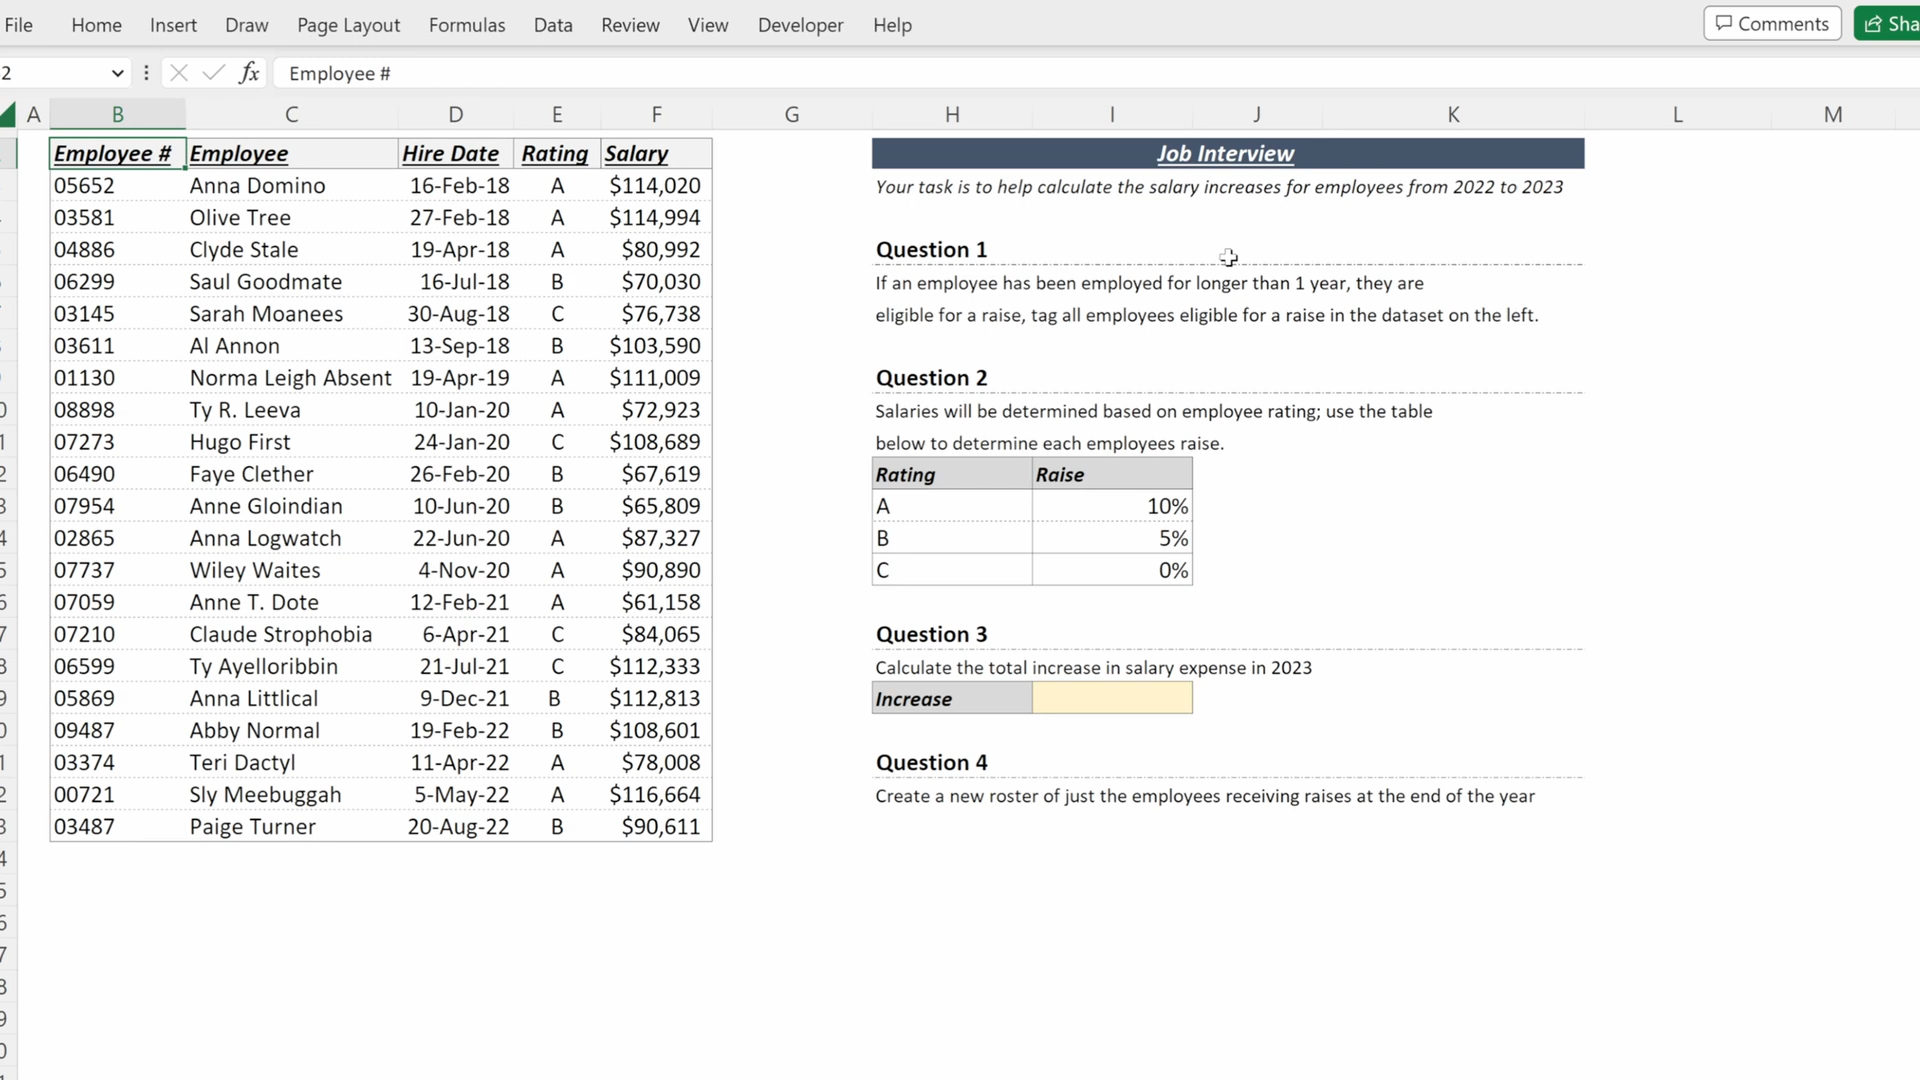 File Home Insert Draw Page Layout Formulas Data Review View Developer Help Comments
fx Employee #
A B C D E F G H I J K L M
Employee # Employee Hire Date Rating Salary
05652 Anna Domino 16-Feb-18 A $114,020
03581 Olive Tree 27-Feb-18 A $114,994
04886 Clyde Stale 19-Apr-18 A $80,992
06299 Saul Goodmate 16-Jul-18 B $70,030
03145 Sarah Moanees 30-Aug-18 C $76,738
03611 Al Annon 13-Sep-18 B $103,590
01130 Norma Leigh Absent 19-Apr-19 A $111,009
08898 Ty R. Leeva 10-Jan-20 A $72,923
07273 Hugo First 24-Jan-20 C $108,689
06490 Faye Clether 26-Feb-20 B $67,619
07954 Anne Gloindian 10-Jun-20 B $65,809
02865 Anna Logwatch 22-Jun-20 A $87,327
07737 Wiley Waites 4-Nov-20 A $90,890
07059 Anne T. Dote 12-Feb-21 A $61,158
07210 Claude Strophobia 6-Apr-21 C $84,065
06599 Ty Ayelloribbin 21-Jul-21 C $112,333
05869 Anna Littlical 9-Dec-21 B $112,813
09487 Abby Normal 19-Feb-22 B $108,601
03374 Teri Dactyl 11-Apr-22 A $78,008
00721 Sly Meebuggah 5-May-22 A $116,664
03487 Paige Turner 20-Aug-22 B $90,611
Job Interview
Your task is to help calculate the salary increases for employees from 2022 to 2023
Question 1
If an employee has been employed for longer than 1 year, they are
eligible for a raise, tag all employees eligible for a raise in the dataset on the left.
Question 2
Salaries will be determined based on employee rating; use the table
below to determine each employees raise.
Rating Raise
A 10%
B 5%
C 0%
Question 3
Calculate the total increase in salary expense in 2023
Increase
Question 4
Create a new roster of just the employees receiving raises at the end of the year